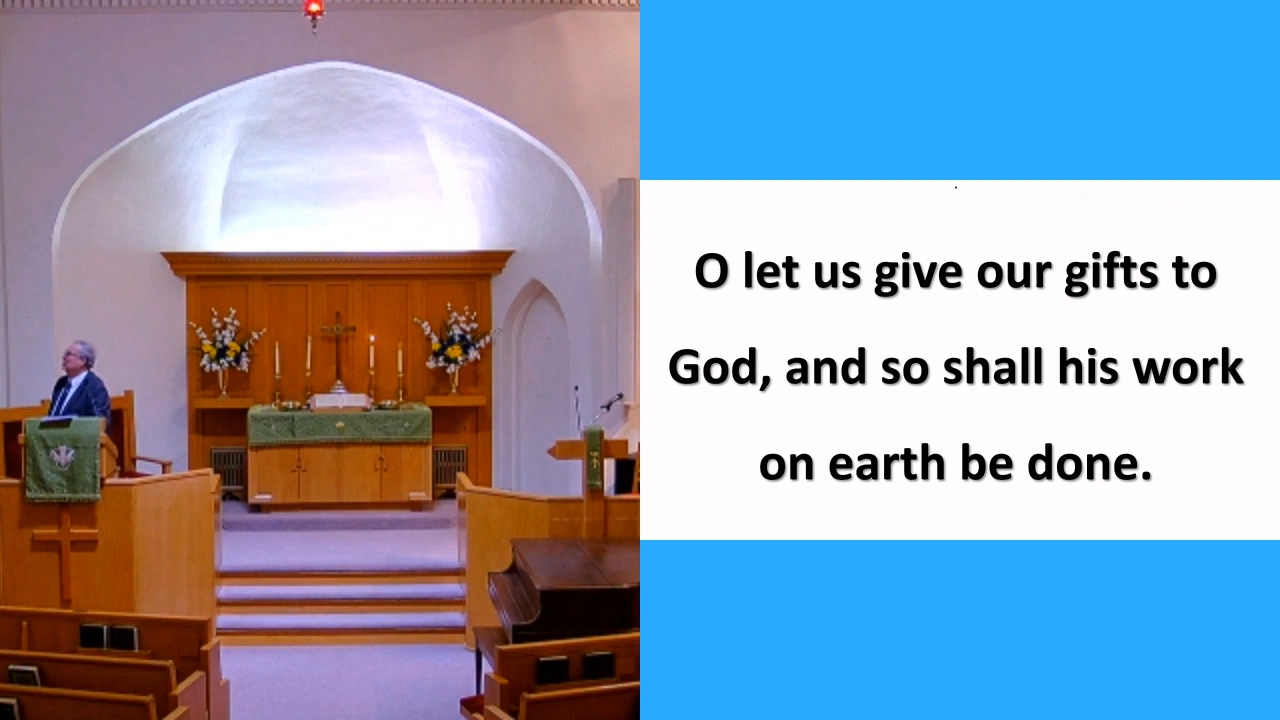 O let us give our gifts to
God, and so shall his work
on earth be done.